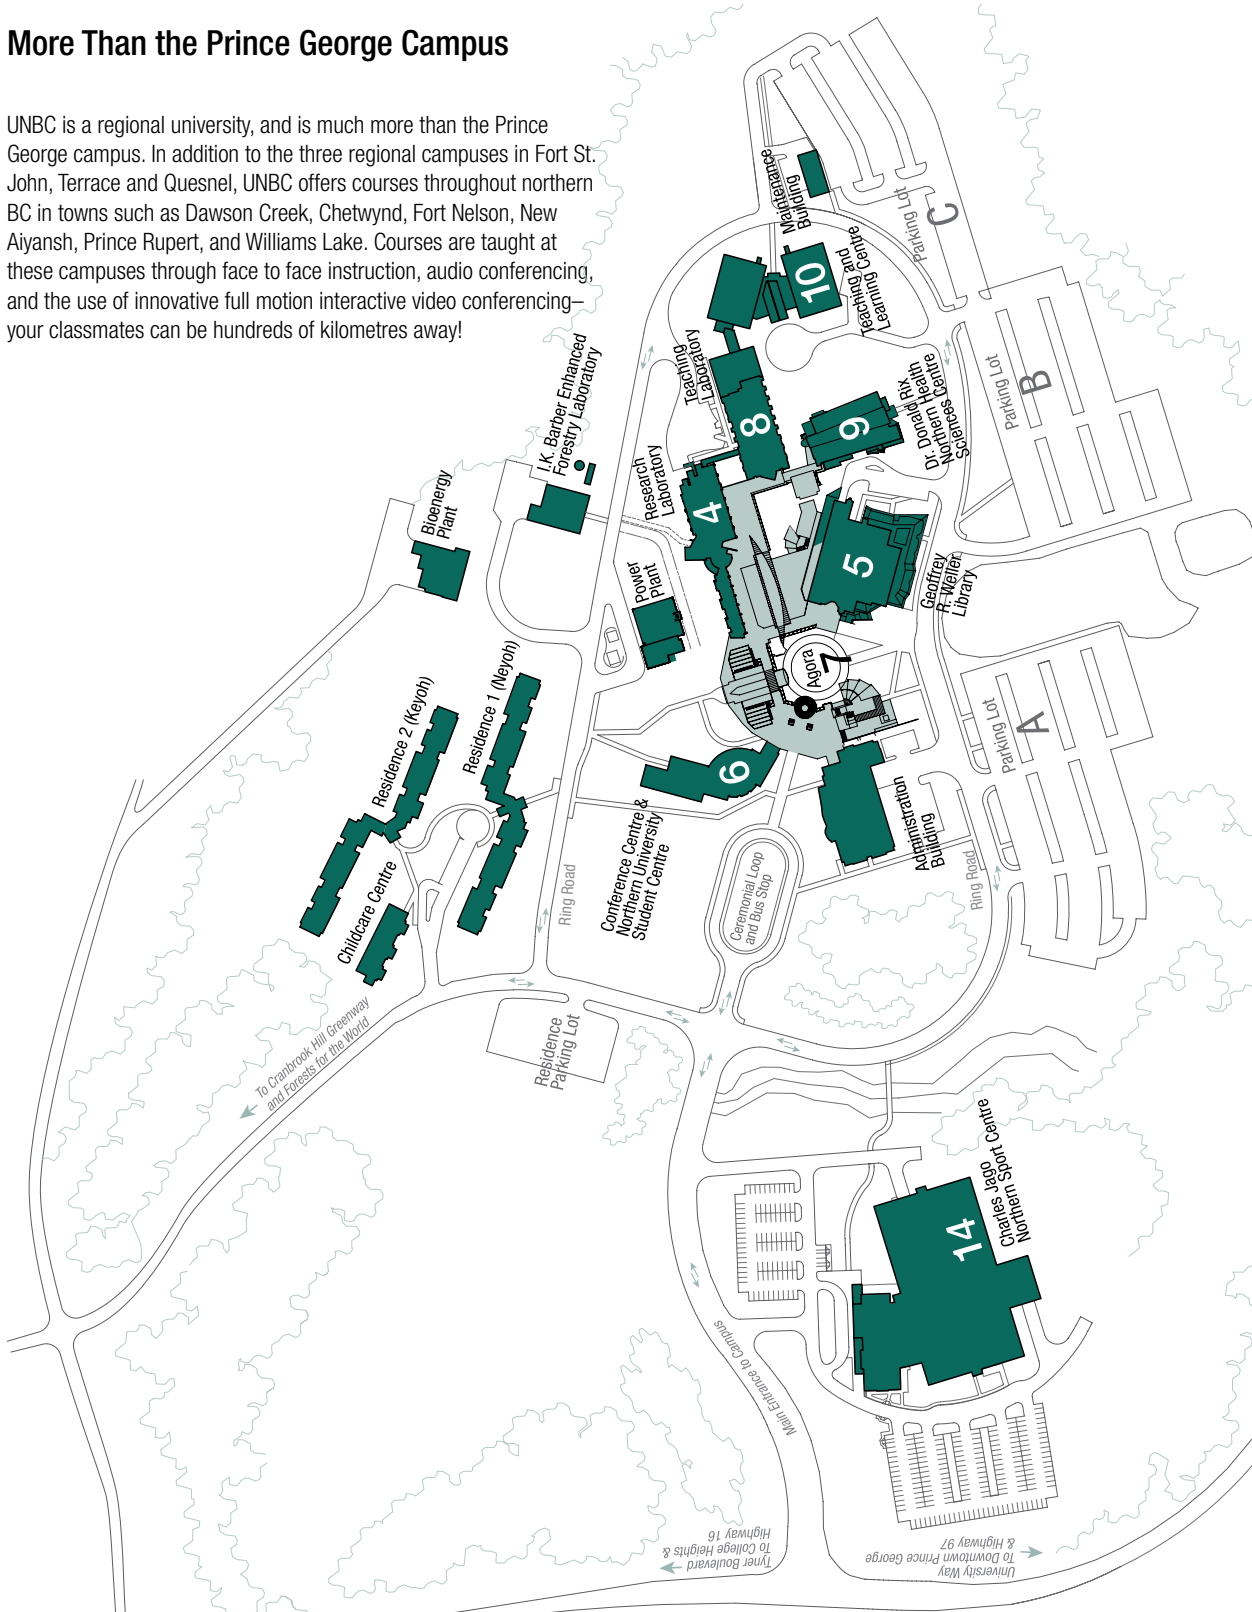 More Than the Prince George Campus
UNBC is a regional university, and is much more than the Prince
George campus. In addition to the three regional campuses in Fort St.
John, Terrace and Quesnel, UNBC offers courses throughout northern
BC in towns such as Dawson Creek, Chetwynd, Fort Nelson, New
Aiyansh, Prince Rupert, and Williams Lake. Courses are taught at
these campuses through face to face instruction, audio conferencing,
and the use of innovative full motion interactive video conferencing–
your classmates can be hundreds of kilometres away!
Maintenance
Building
Parking Lot
C
10
Teaching and
Learning Centre
Teaching
Laboratory
8
9
Dr. Donald Rix
Northern Health
Sciences Centre
Parking Lot
B
I.K. Barber Enhanced
Forestry Laboratory
Research
Laboratory
4
Bioenergy
Plant
5
Geoffrey
R. Weller
Library
Power
Plant
Agora
7
Residence 2 (Keyoh)
Residence 1 (Neyoh)
Parking Lot
A
6
Conference Centre &
Northern University
Student Centre
Administration
Building
Childcare Centre
Ring Road
Ceremonial Loop
and Bus Stop
Ring Road
To Cranbrook Hill Greenway
and Forests for the World
Residence
Parking Lot
Charles Jago
Northern Sport Centre
14
Main Entrance to Campus
Tyner Boulevard
To College Heights &
Highway 16
University Way
To Downtown Prince George
& Highway 97